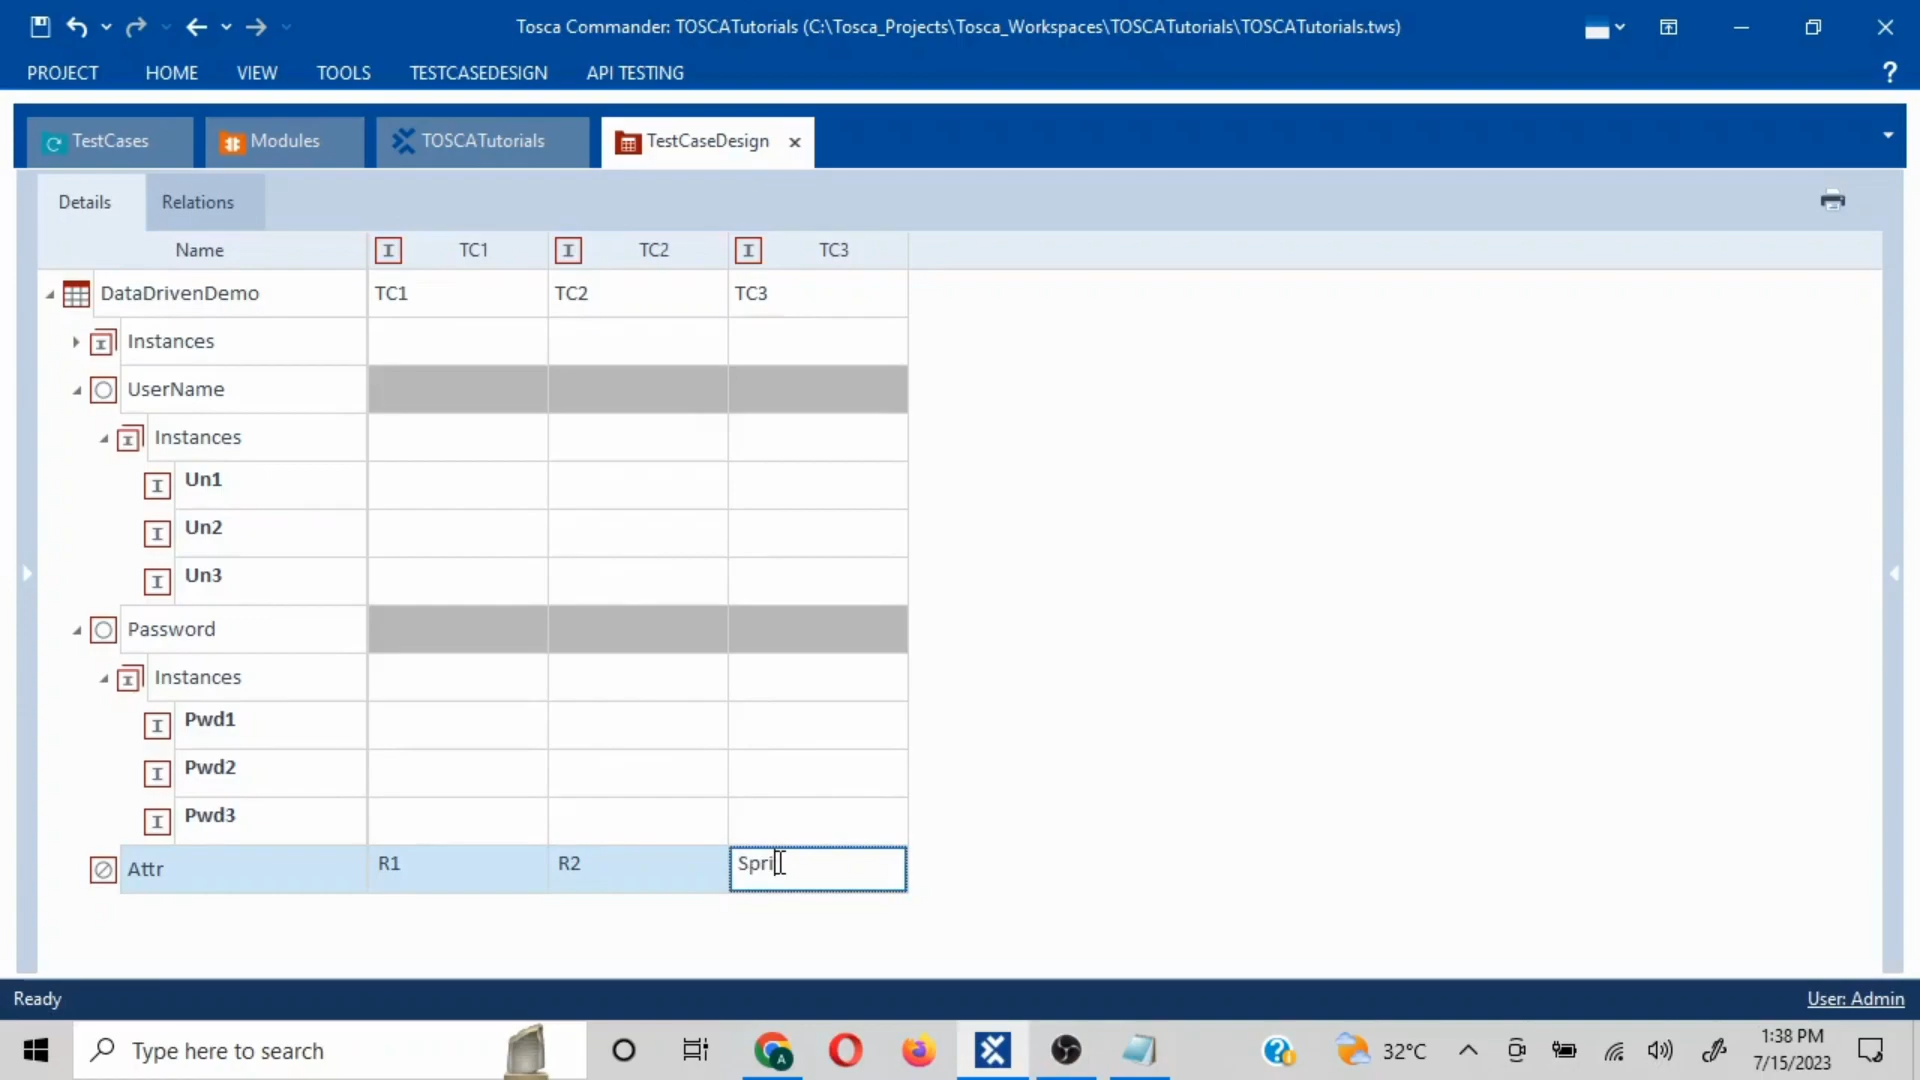 Tosca Commander: TOSCATutorials (C:\Tosca_Projects\Tosca_Workspaces\TOSCATutorials\TOSCATutorials.tws)
PROJECT HOME VIEW TOOLS TESTCASEDESIGN API TESTING ?
TestCases Modules TOSCATutorials TestCaseDesign
Details Relations
Name TC1 TC2 TC3
DataDrivenDemo TC1 TC2 TC3
Instances
UserName
Instances
Un1
Un2
Un3
Password
Instances
Pwd1
Pwd2
Pwd3
Attr R1 R2 Spri
Ready User: Admin
Type here to search 32°C 1:38 PM
7/15/2023